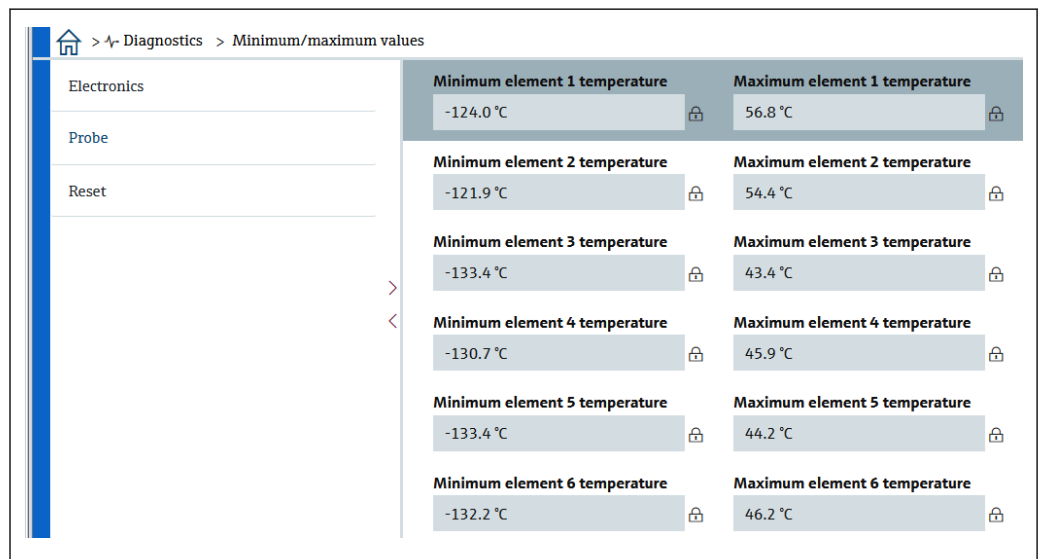 > Diagnostics > Minimum/maximum values
Electronics
Probe
Reset
Minimum element 1 temperature Maximum element 1 temperature
-124.0 °C 56.8 °C
Minimum element 2 temperature Maximum element 2 temperature
-121.9 °C 54.4 °C
Minimum element 3 temperature Maximum element 3 temperature
-133.4 °C 43.4 °C
Minimum element 4 temperature Maximum element 4 temperature
-130.7 °C 45.9 °C
Minimum element 5 temperature Maximum element 5 temperature
-133.4 °C 44.2 °C
Minimum element 6 temperature Maximum element 6 temperature
-132.2 °C 46.2 °C